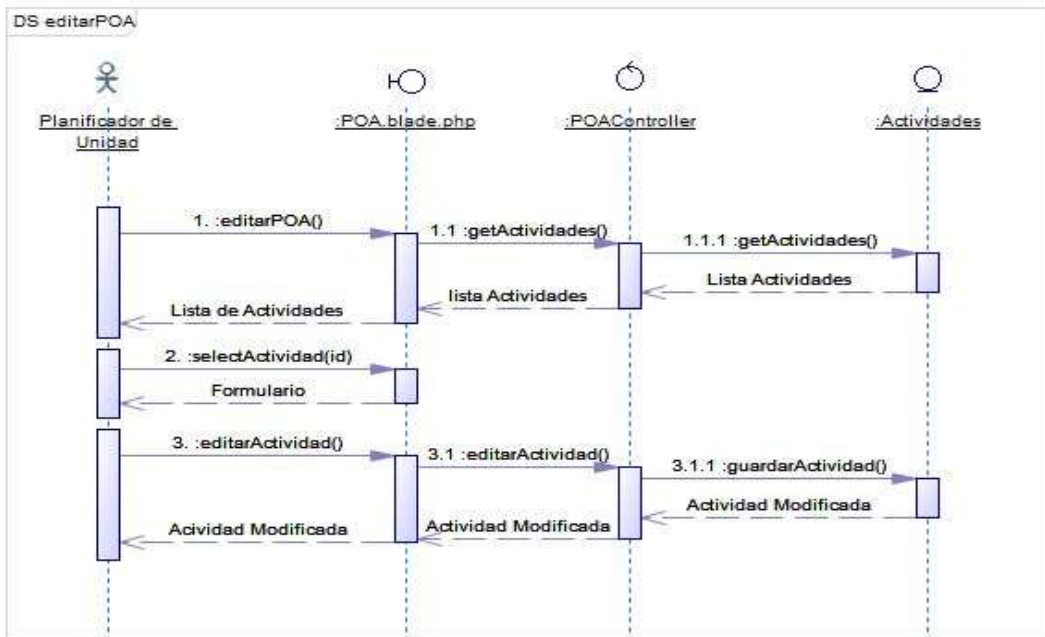 DS editarPOA
Planificador de
Unidad
:POA.blade.php
:POAController
:Actividades
1. :editarPOA()
1.1 :getActividades()
1.1.1 :getActividades()
Lista Actividades
lista Actividades
Lista de Actividades
2. :selectActividad(id)
Formulario
3. :editarActividad()
3.1 :editarActividad()
3.1.1 :guardarActividad()
Actividad Modificada
Actividad Modificada
Acividad Modificada